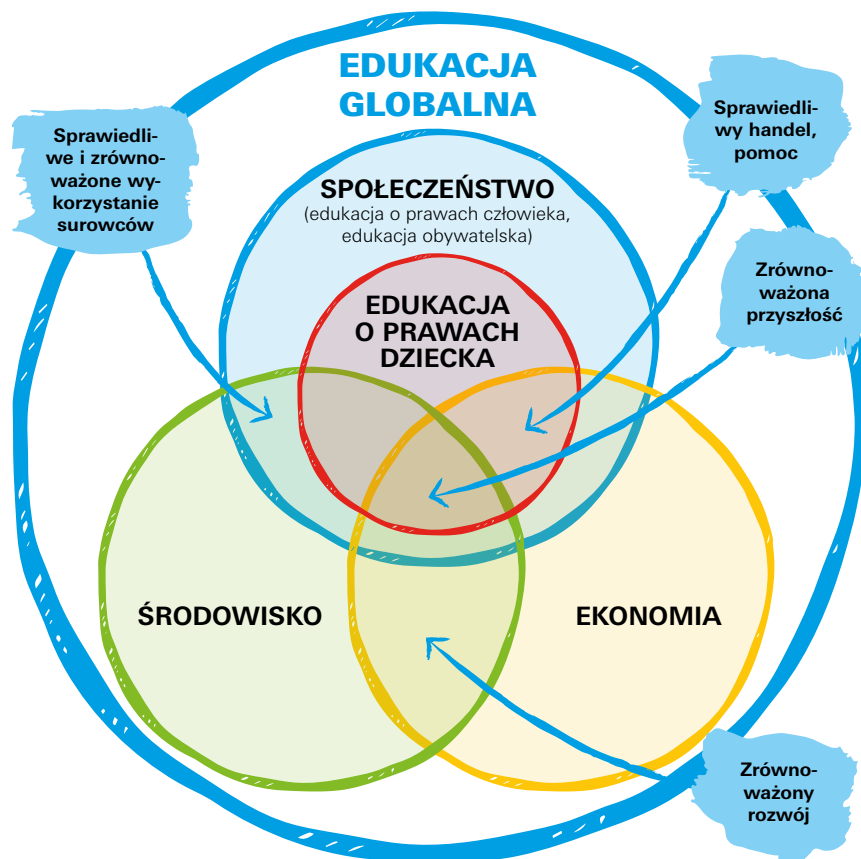 EDUKACJA
GLOBALNA
Sprawiedli-
we i zrówno-
ważone wy-
korzystanie
surowców
Sprawiedli-
wy handel,
pomoc
SPOŁECZEŃSTWO
(edukacja o prawach człowieka,
edukacja obywatelska)
Zrówno-
ważona
przyszłość
EDUKACJA
O PRAWACH
DZIECKA
ŚRODOWISKO
EKONOMIA
Zrówno-
ważony
rozwój